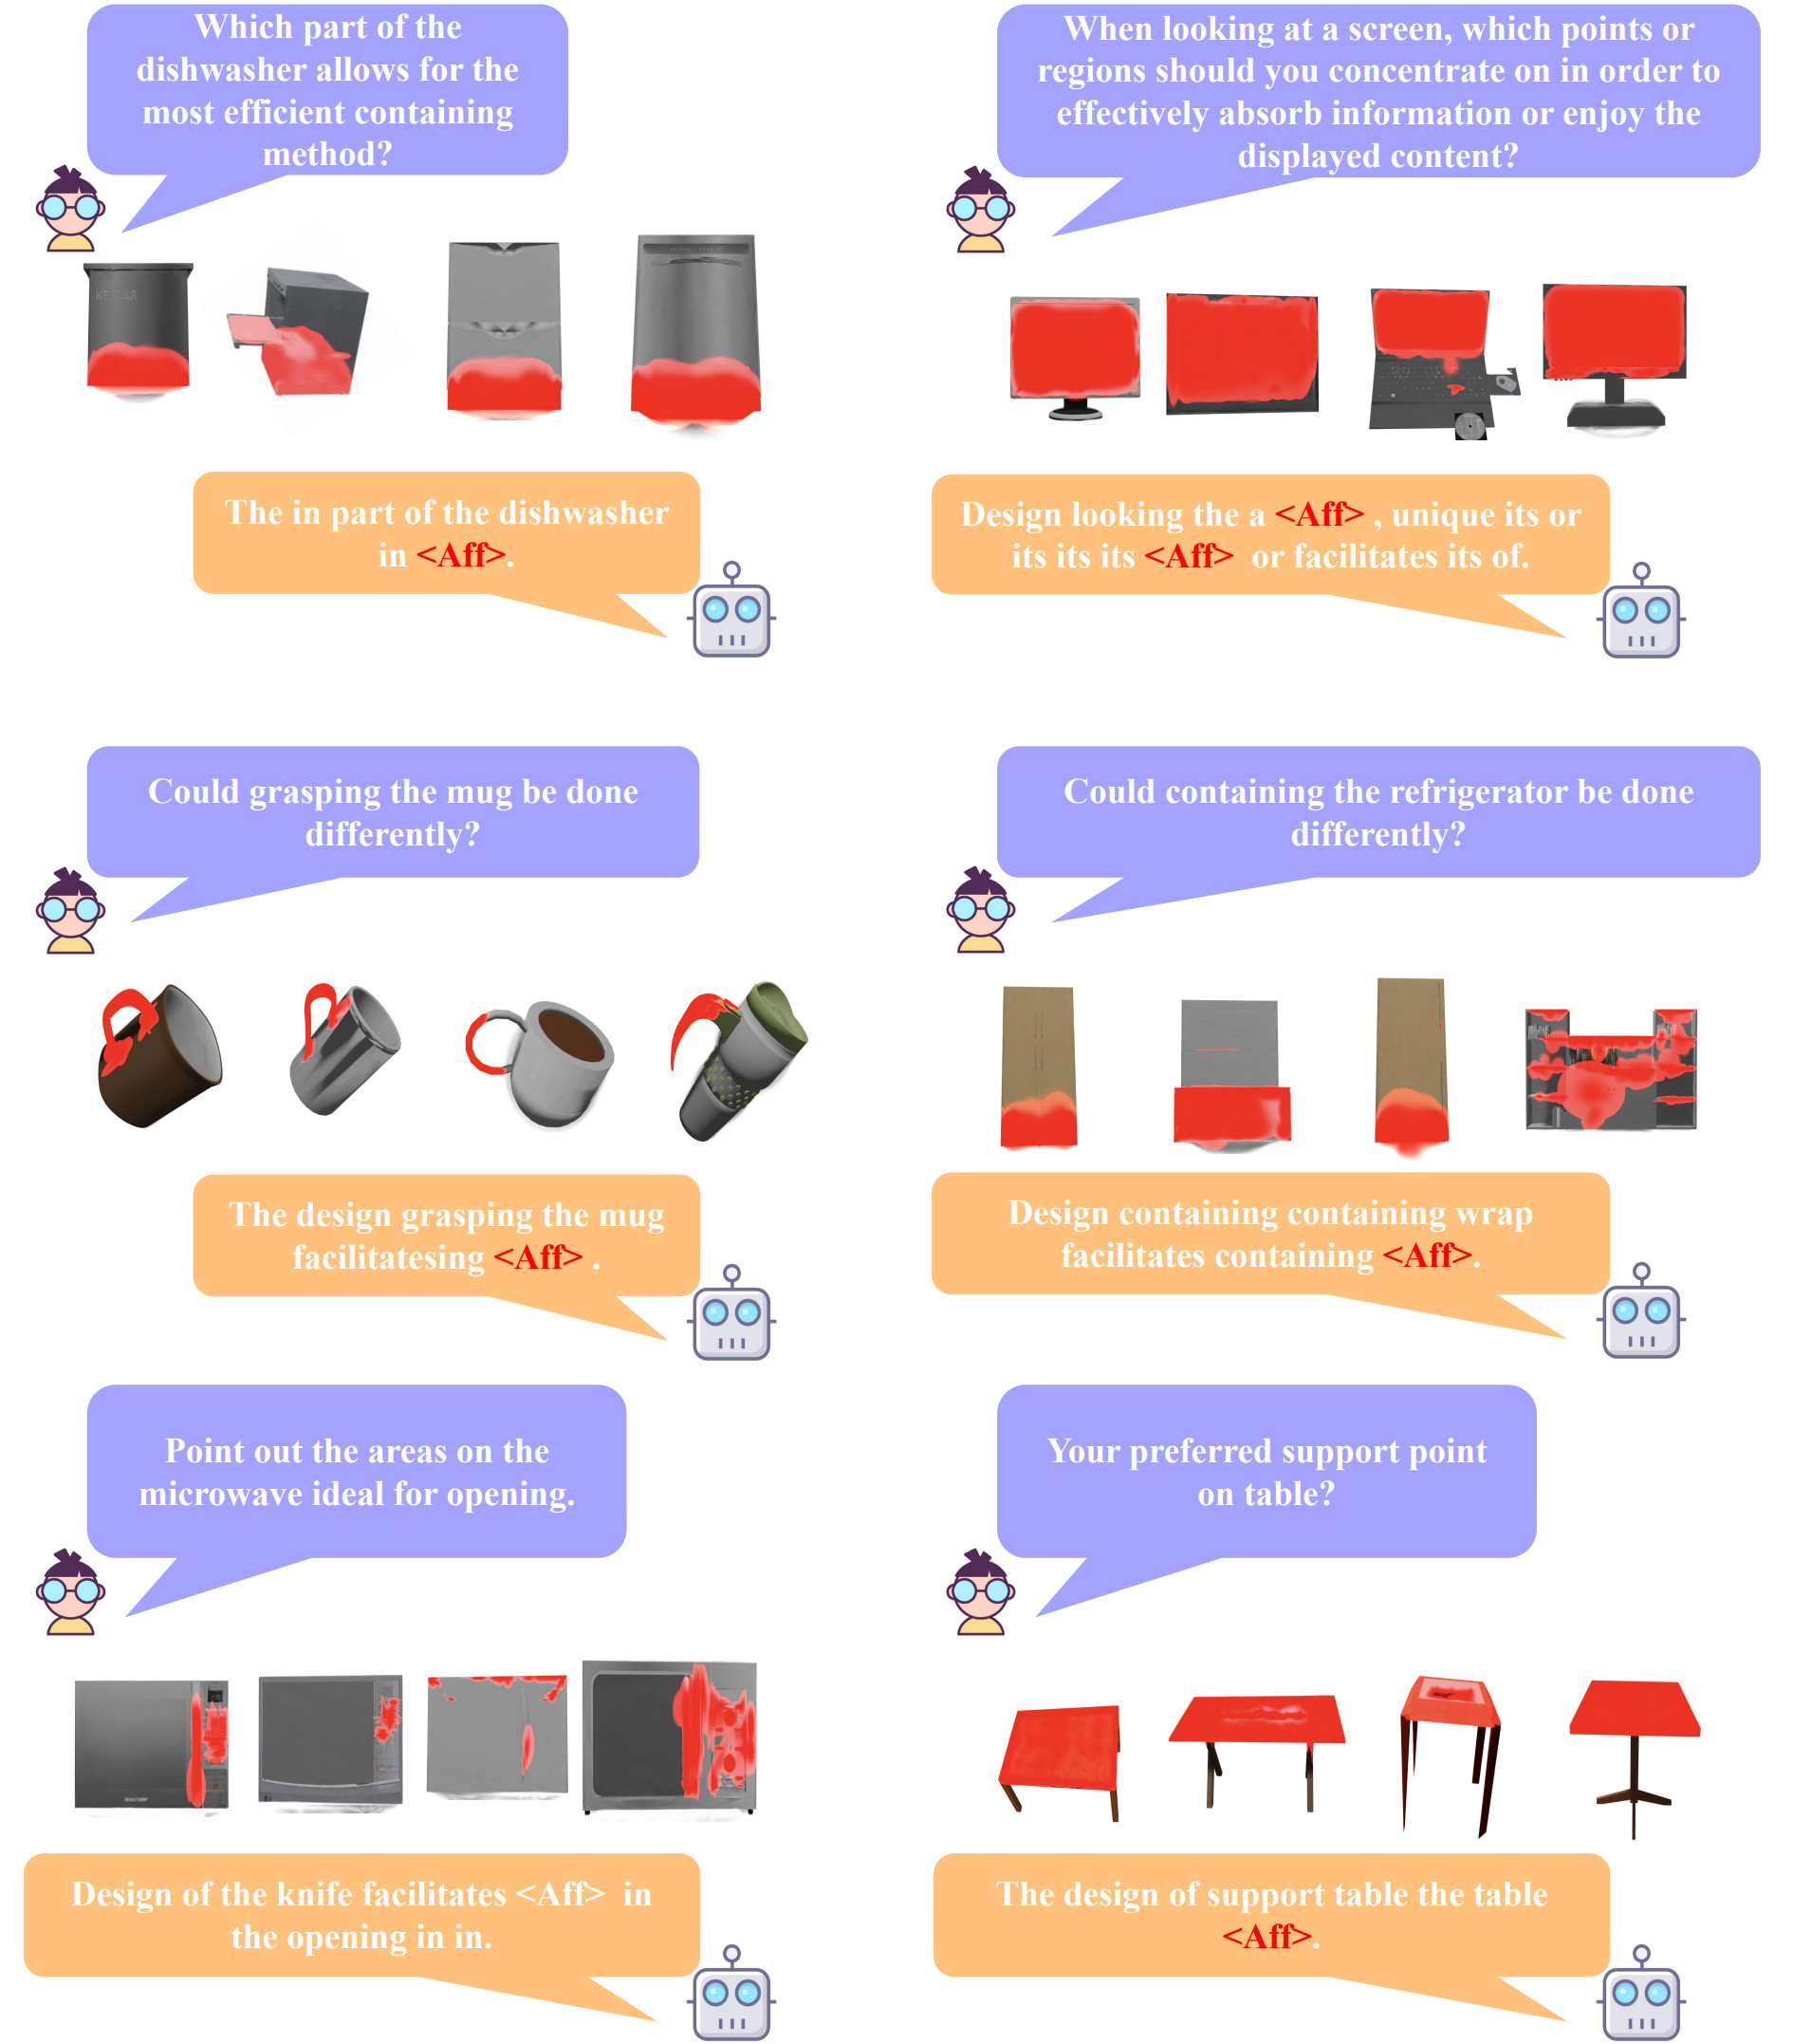 Which part of the
dishwasher allows for the
most efficient containing
method?
When looking at a screen, which points or
regions should you concentrate on in order to
effectively absorb information or enjoy the
displayed content?
The in part of the dishwasher
in <Aff>.
Design looking the a <Aff> , unique its or
its its its <Aff> or facilitates its of.
Could grasping the mug be done
differently?
Could containing the refrigerator be done
differently?
The design grasping the mug
facilitatesing <Aff> .
Design containing containing wrap
facilitates containing <Aff>.
Point out the areas on the
microwave ideal for opening.
Your preferred support point
on table?
Design of the knife facilitates <Aff> in
the opening in in.
The design of support table the table
<Aff>.